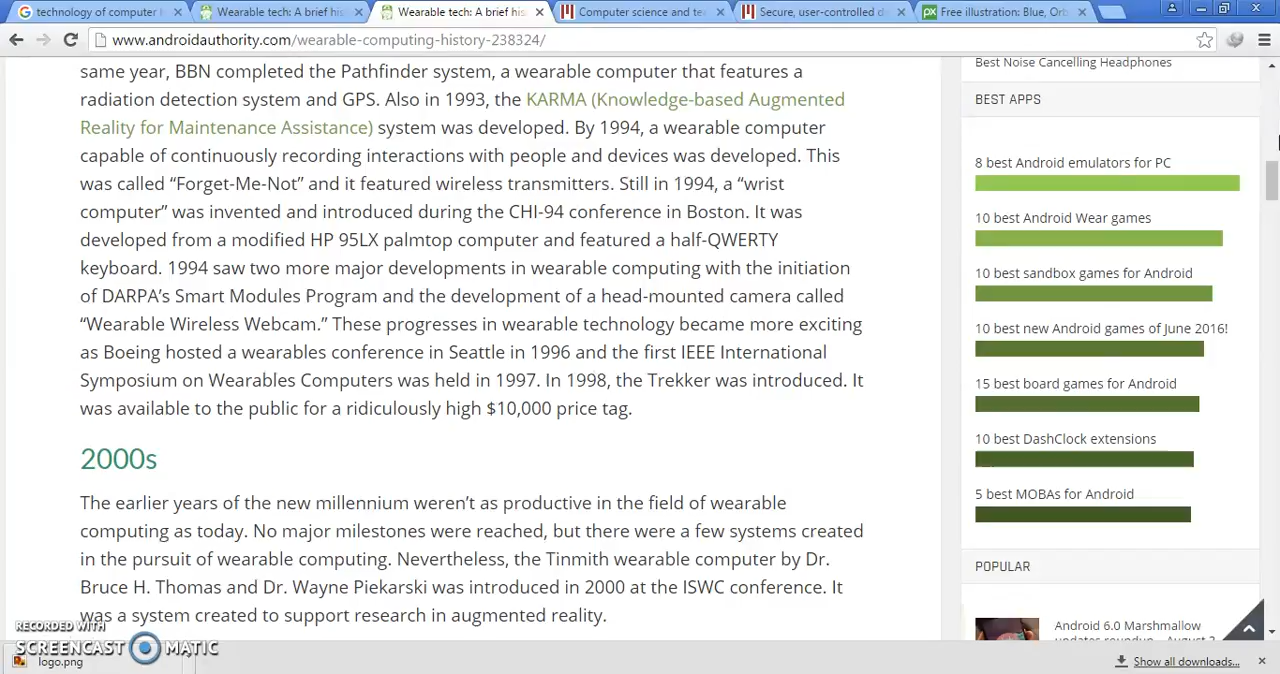 technology of computer
Wearable tech: A brief his
Wearable tech: A brief his
Computer science and te
Secure, user-controlled d
Free illustration: Blue, Orb
www.androidauthority.com/wearable-computing-history-238324/
same year, BBN completed the Pathfinder system, a wearable computer that features a
radiation detection system and GPS. Also in 1993, the KARMA (Knowledge-based Augmented
Reality for Maintenance Assistance) system was developed. By 1994, a wearable computer
capable of continuously recording interactions with people and devices was developed. This
was called “Forget-Me-Not” and it featured wireless transmitters. Still in 1994, a “wrist
computer” was invented and introduced during the CHI-94 conference in Boston. It was
developed from a modified HP 95LX palmtop computer and featured a half-QWERTY
keyboard. 1994 saw two more major developments in wearable computing with the initiation
of DARPA’s Smart Modules Program and the development of a head-mounted camera called
“Wearable Wireless Webcam.” These progresses in wearable technology became more exciting
as Boeing hosted a wearables conference in Seattle in 1996 and the first IEEE International
Symposium on Wearables Computers was held in 1997. In 1998, the Trekker was introduced. It
was available to the public for a ridiculously high $10,000 price tag.
2000s
The earlier years of the new millennium weren’t as productive in the field of wearable
computing as today. No major milestones were reached, but there were a few systems created
in the pursuit of wearable computing. Nevertheless, the Tinmith wearable computer by Dr.
Bruce H. Thomas and Dr. Wayne Piekarski was introduced in 2000 at the ISWC conference. It
was a system created to support research in augmented reality.
Best Noise Cancelling Headphones
BEST APPS
8 best Android emulators for PC
10 best Android Wear games
10 best sandbox games for Android
10 best new Android games of June 2016!
15 best board games for Android
10 best DashClock extensions
5 best MOBAs for Android
POPULAR
Android 6.0 Marshmallow
updates roundup – August 2
RECORDED WITH
SCREENCAST MATIC
logo.png
Show all downloads...